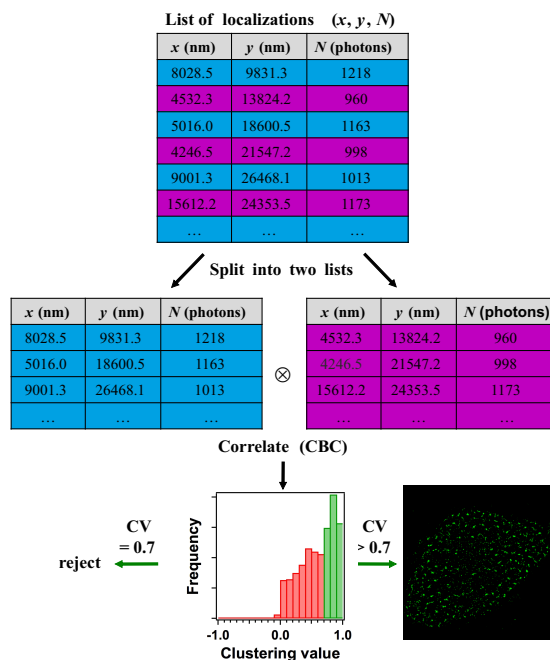 List of localizations (x, y, N)
x (nm) y (nm) N (photons)
8028.5 9831.3 1218
4532.3 13824.2 960
5016.0 18600.5 1163
4246.5 21547.2 998
9001.3 26468.1 1013
15612.2 24353.5 1173
… … …
Split into two lists
x (nm) y (nm) N (photons)
8028.5 9831.3 1218
5016.0 18600.5 1163
9001.3 26468.1 1013
… … …
⊗
x (nm) y (nm) N (photons)
4532.3 13824.2 960
4246.5 21547.2 998
15612.2 24353.5 1173
… … …
Correlate (CBC)
CV
= 0.7
reject
Frequency
-1.0 0.0 1.0
Clustering value
CV
> 0.7